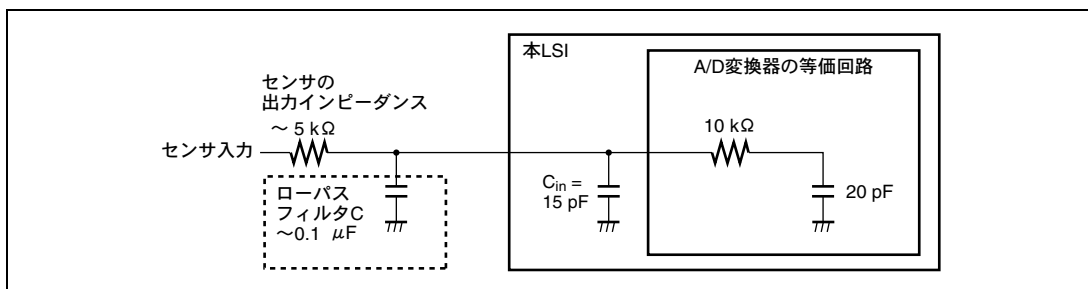 本LSI
A/D変換器の等価回路
センサの
出力インピーダンス
～ 5 kΩ
10 kΩ
センサ入力
ローパス
フィルタC
～0.1 μF
Cin =
15 pF
20 pF